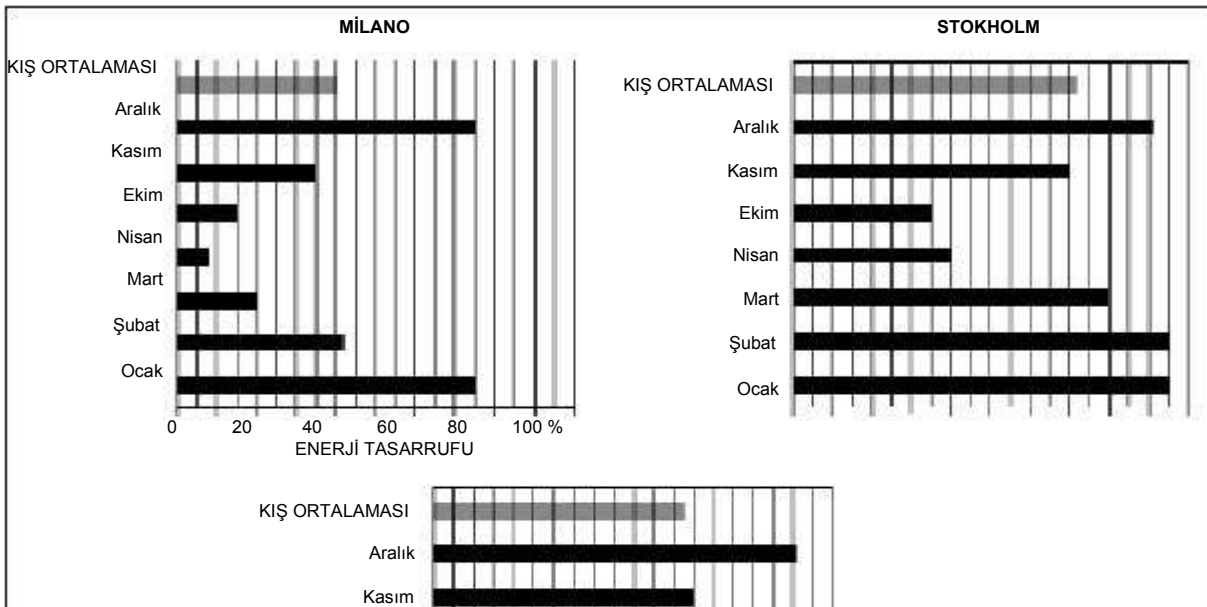 MİLANO
KIŞ ORTALAMASI
Aralık
Kasım
Ekim
Nisan
Mart
Şubat
Ocak
0 20 40 60 80 100 %
ENERJİ TASARRUFU
STOKHOLM
KIŞ ORTALAMASI
Aralık
Kasım
Ekim
Nisan
Mart
Şubat
Ocak
KIŞ ORTALAMASI
Aralık
Kasım